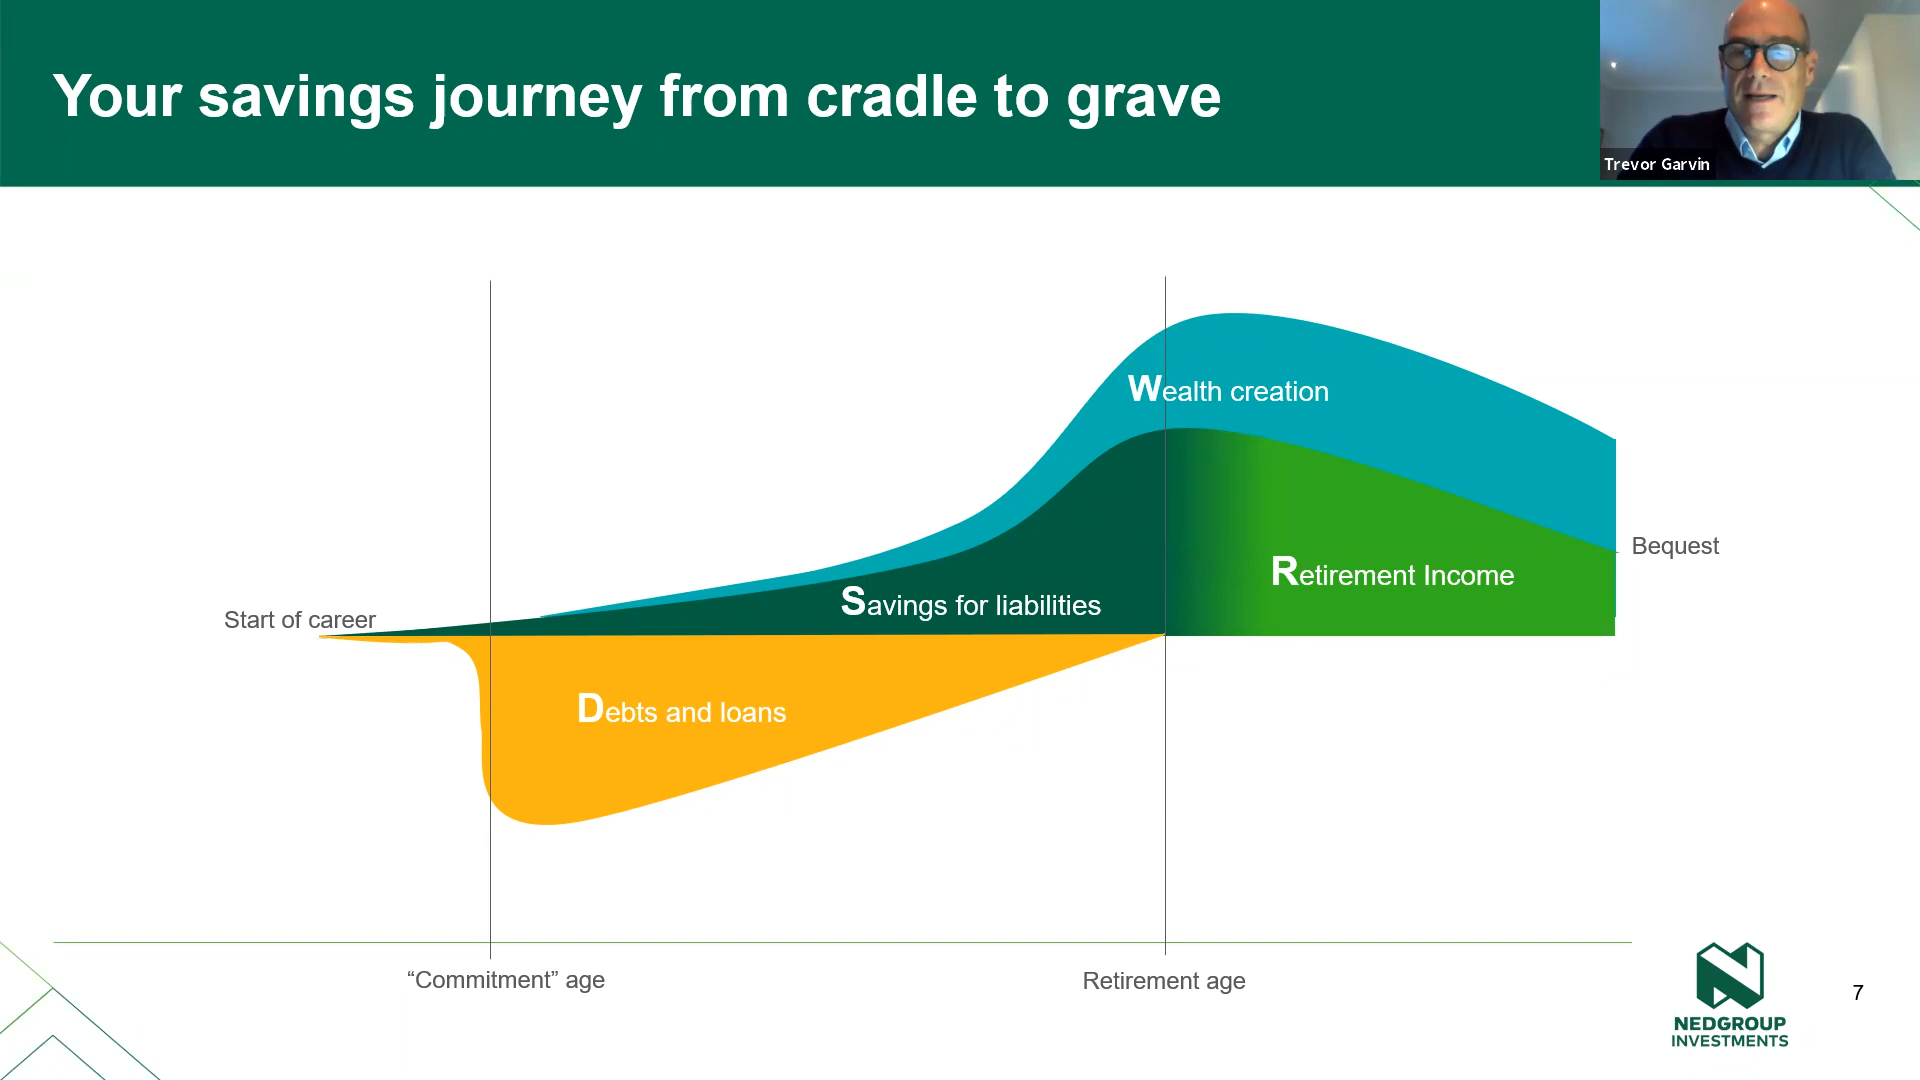 Your savings journey from cradle to grave
Trevor Garvin
Wealth creation
Bequest
Retirement Income
Savings for liabilities
Start of career
Debts and loans
“Commitment” age
Retirement age
7
NEDGROUP
INVESTMENTS